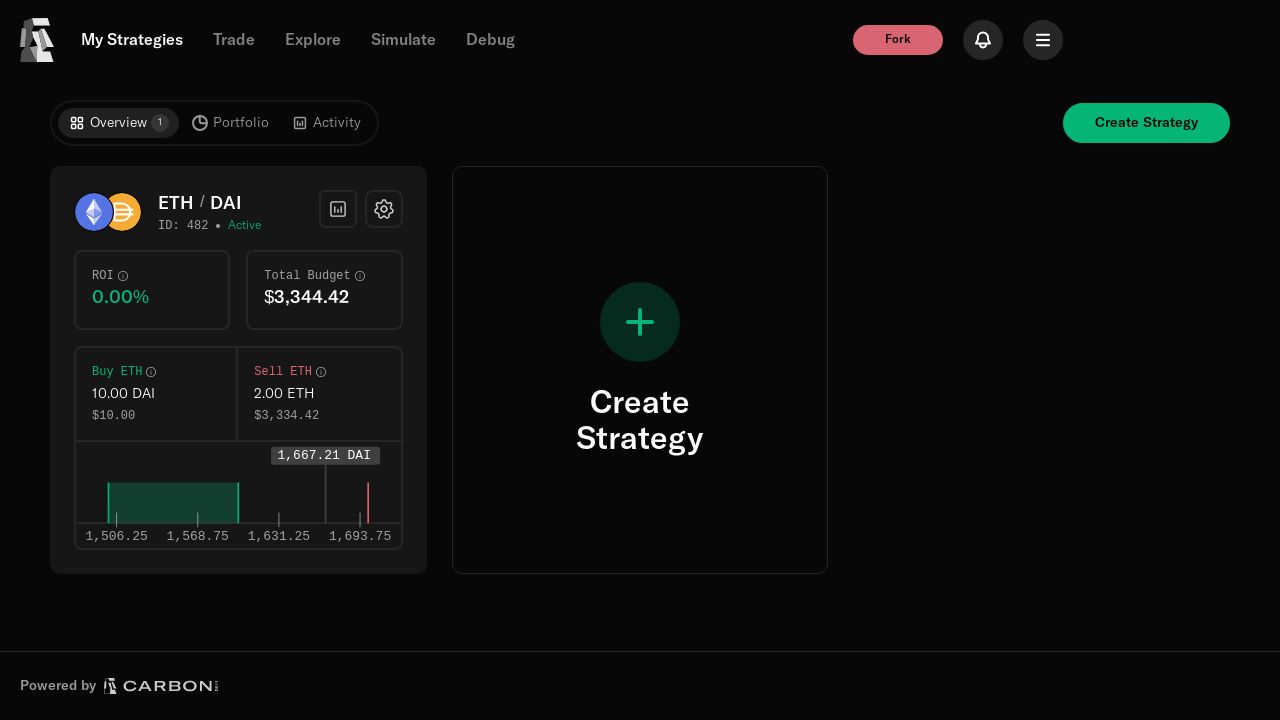 My Strategies
Trade
Explore
Simulate
Debug
Fork
Overview 1
Portfolio
Activity
Create Strategy
ETH / DAI
ID: 482 • Active
ROI
0.00%
Total Budget
$3,344.42
Buy ETH
10.00 DAI
$10.00
Sell ETH
2.00 ETH
$3,334.42
1,667.21 DAI
1,506.25
1,568.75
1,631.25
1,693.75
Create
Strategy
Powered by CARBON